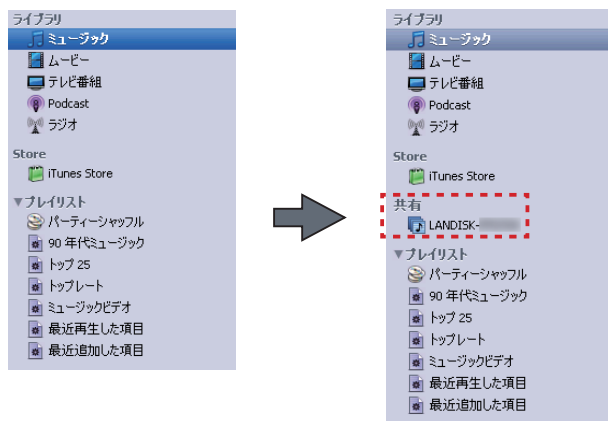 ライブラリ
ミュージック
ムービー
テレビ番組
Podcast
ラジオ
Store
iTunes Store
▼プレイリスト
パーティーシャッフル
90 年代ミュージック
トップ 25
トップレート
ミュージックビデオ
最近再生した項目
最近追加した項目
ライブラリ
ミュージック
ムービー
テレビ番組
Podcast
ラジオ
Store
iTunes Store
共有
LANDISK-
▼プレイリスト
パーティーシャッフル
90 年代ミュージック
トップ 25
トップレート
ミュージックビデオ
最近再生した項目
最近追加した項目